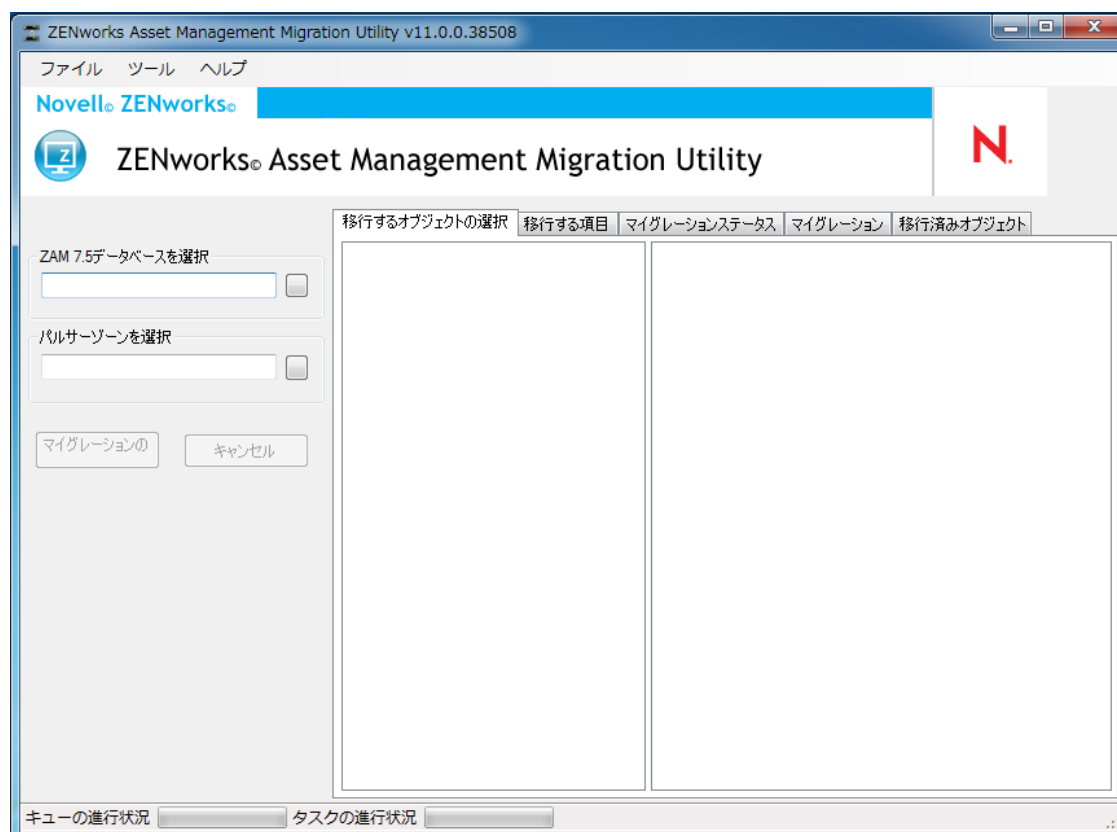 ZENworks Asset Management Migration Utility v11.0.0.38508
ファイル ツール ヘルプ
Novell© ZENworks©
ZENworks© Asset Management Migration Utility
N.
移行するオブジェクトの選択 移行する項目 マイグレーションステータス マイグレーション 移行済みオブジェクト
ZAM 7.5データベースを選択
パルサーゾーンを選択
マイグレーションの キャンセル
キューの進行状況 タスクの進行状況